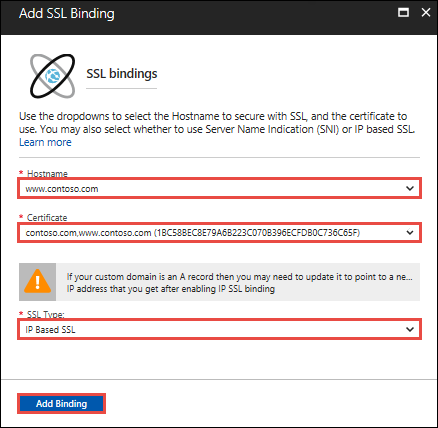 Add SSL Binding
SSL bindings
Use the dropdowns to select the Hostname to secure with SSL, and the certificate to
use. You may also select whether to use Server Name Indication (SNI) or IP based SSL.
Learn more
* Hostname
www.contoso.com
* Certificate
contoso.com,www.contoso.com (1BC58BEC8E79A6B223C070B396ECFDB0C736C65F)
If your custom domain is an A record then you may need to update it to point to a ne...
IP address that you get after enabling IP SSL binding
* SSL Type:
IP Based SSL
Add Binding